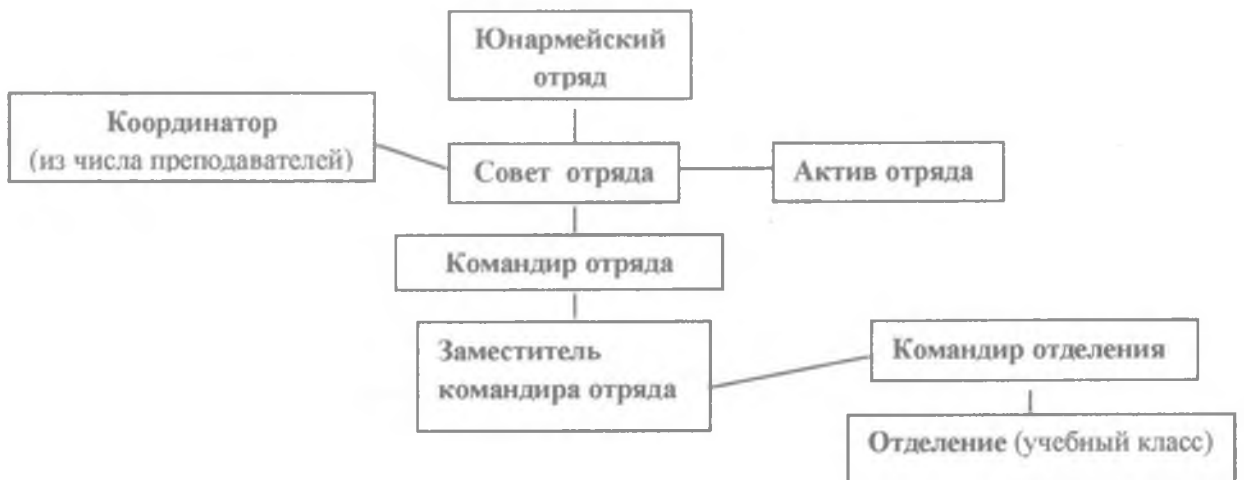 Юнармейский
отряд
Координатор
(из числа преподавателей)
Совет отряда
Актив отряда
Командир отряда
Заместитель
командира отряда
Командир отделения
Отделение (учебный класс)